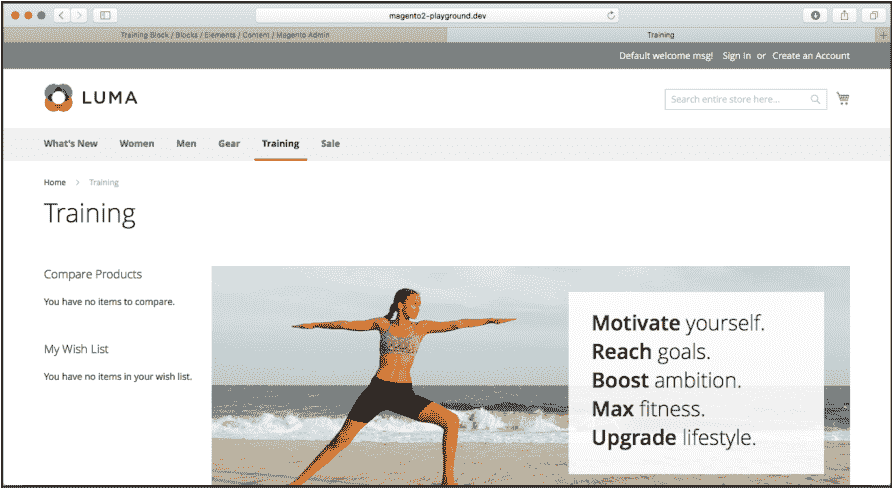 magento2-playground.dev
Training Block / Blocks / Elements / Content / Magento Admin
Training
Default welcome msg! Sign In or Create an Account
LUMA
Search entire store here...
What's New Women Men Gear Training Sale
Home > Training
Training
Compare Products
You have no items to compare.
My Wish List
You have no items in your wish list.
Motivate yourself.
Reach goals.
Boost ambition.
Max fitness.
Upgrade lifestyle.